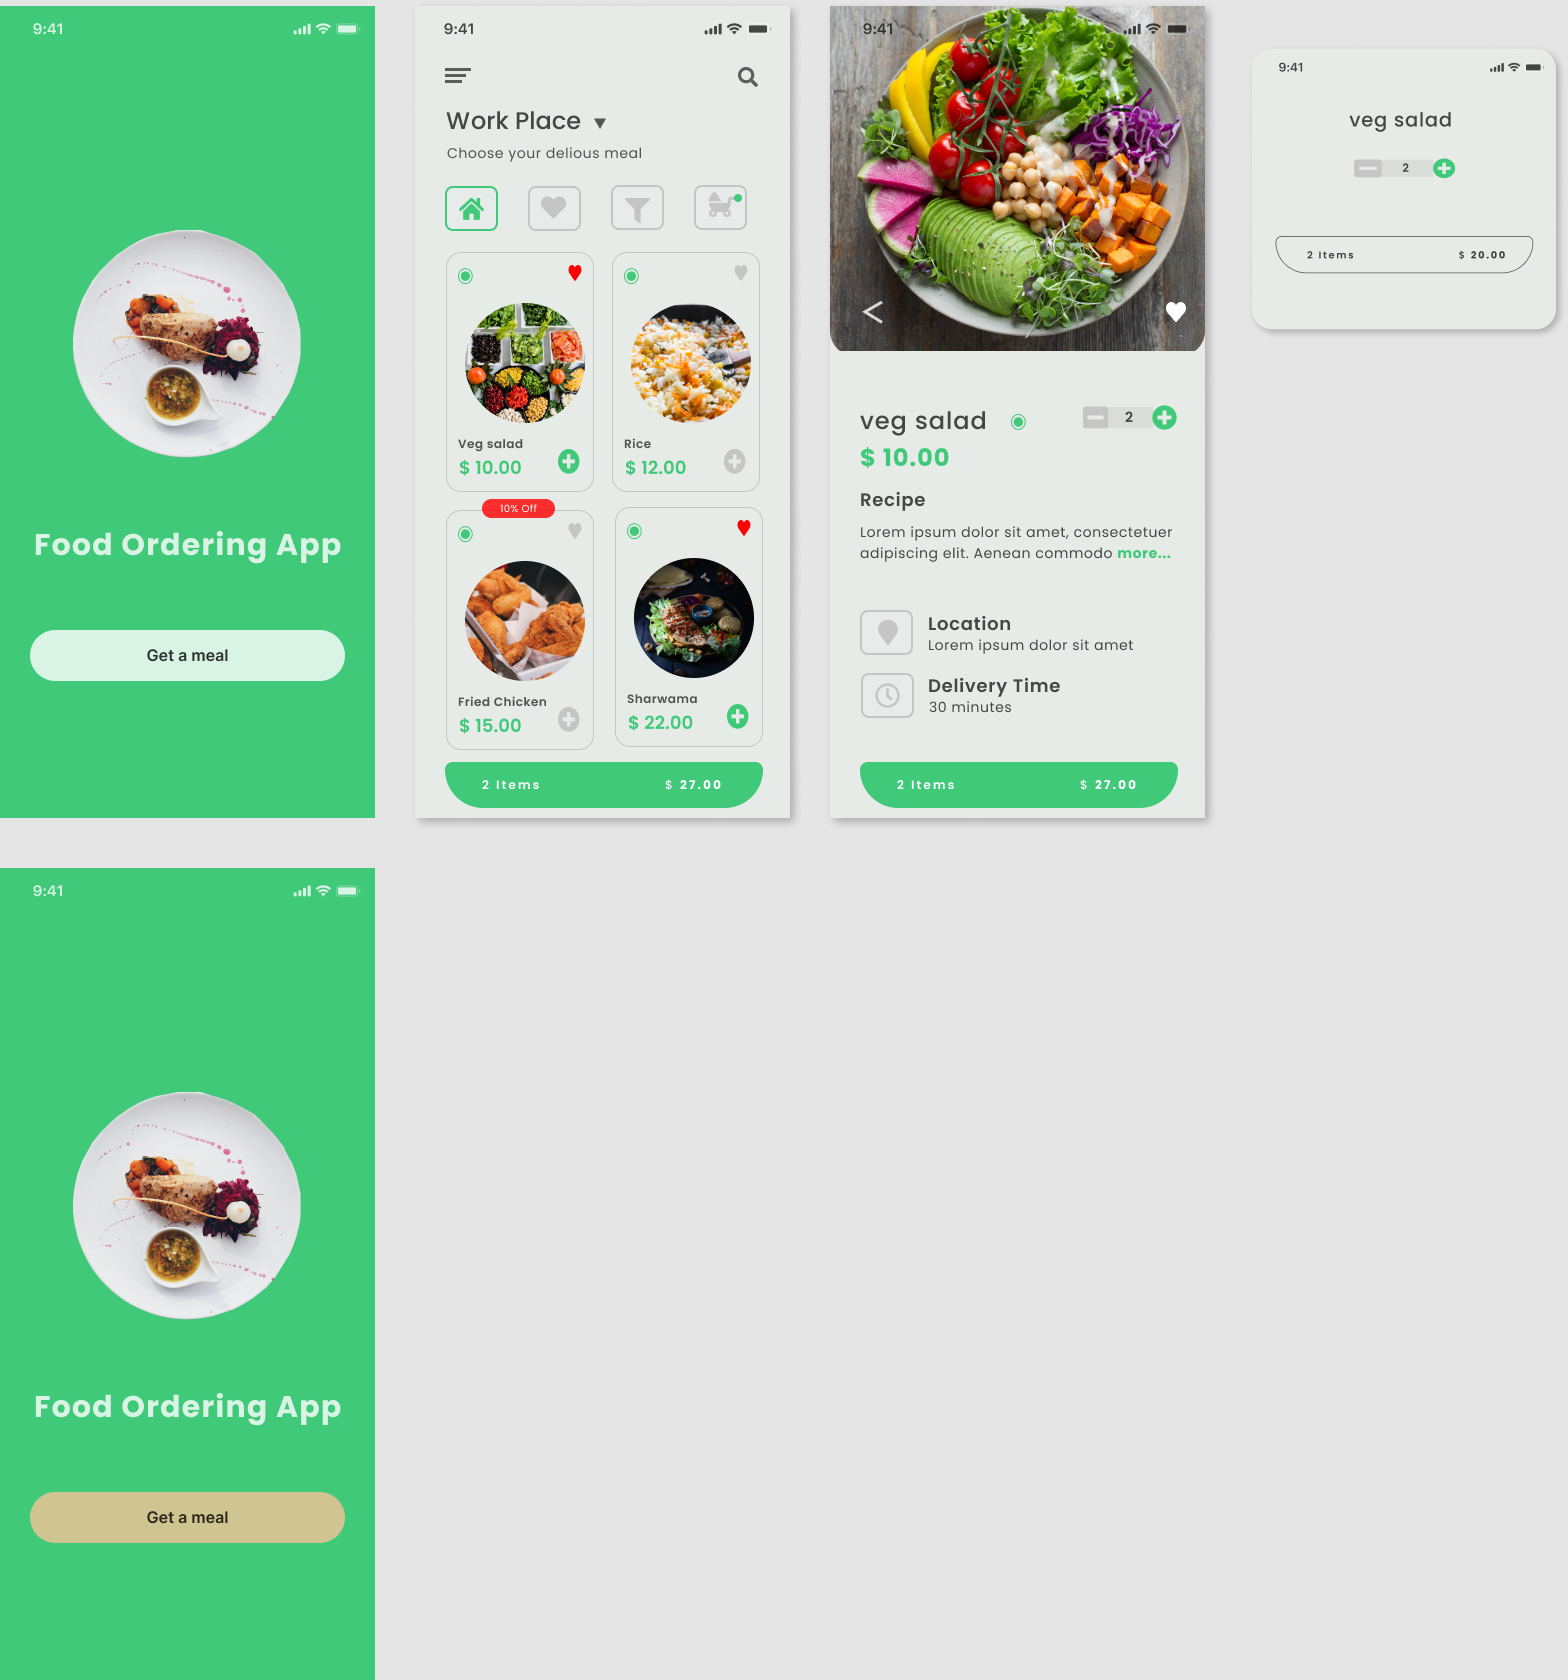 9:41
Food Ordering App
Get a meal
9:41
Work Place
Choose your delious meal
Veg salad
$ 10.00
Rice
$ 12.00
10% Off
Fried Chicken
$ 15.00
Sharwama
$ 22.00
2 Items $ 27.00
9:41
veg salad 2
$ 10.00
Recipe
Lorem ipsum dolor sit amet, consectetuer
adipiscing elit. Aenean commodo more...
Location
Lorem ipsum dolor sit amet
Delivery Time
30 minutes
2 Items $ 27.00
9:41
veg salad
2
2 Items $ 20.00
9:41
Food Ordering App
Get a meal